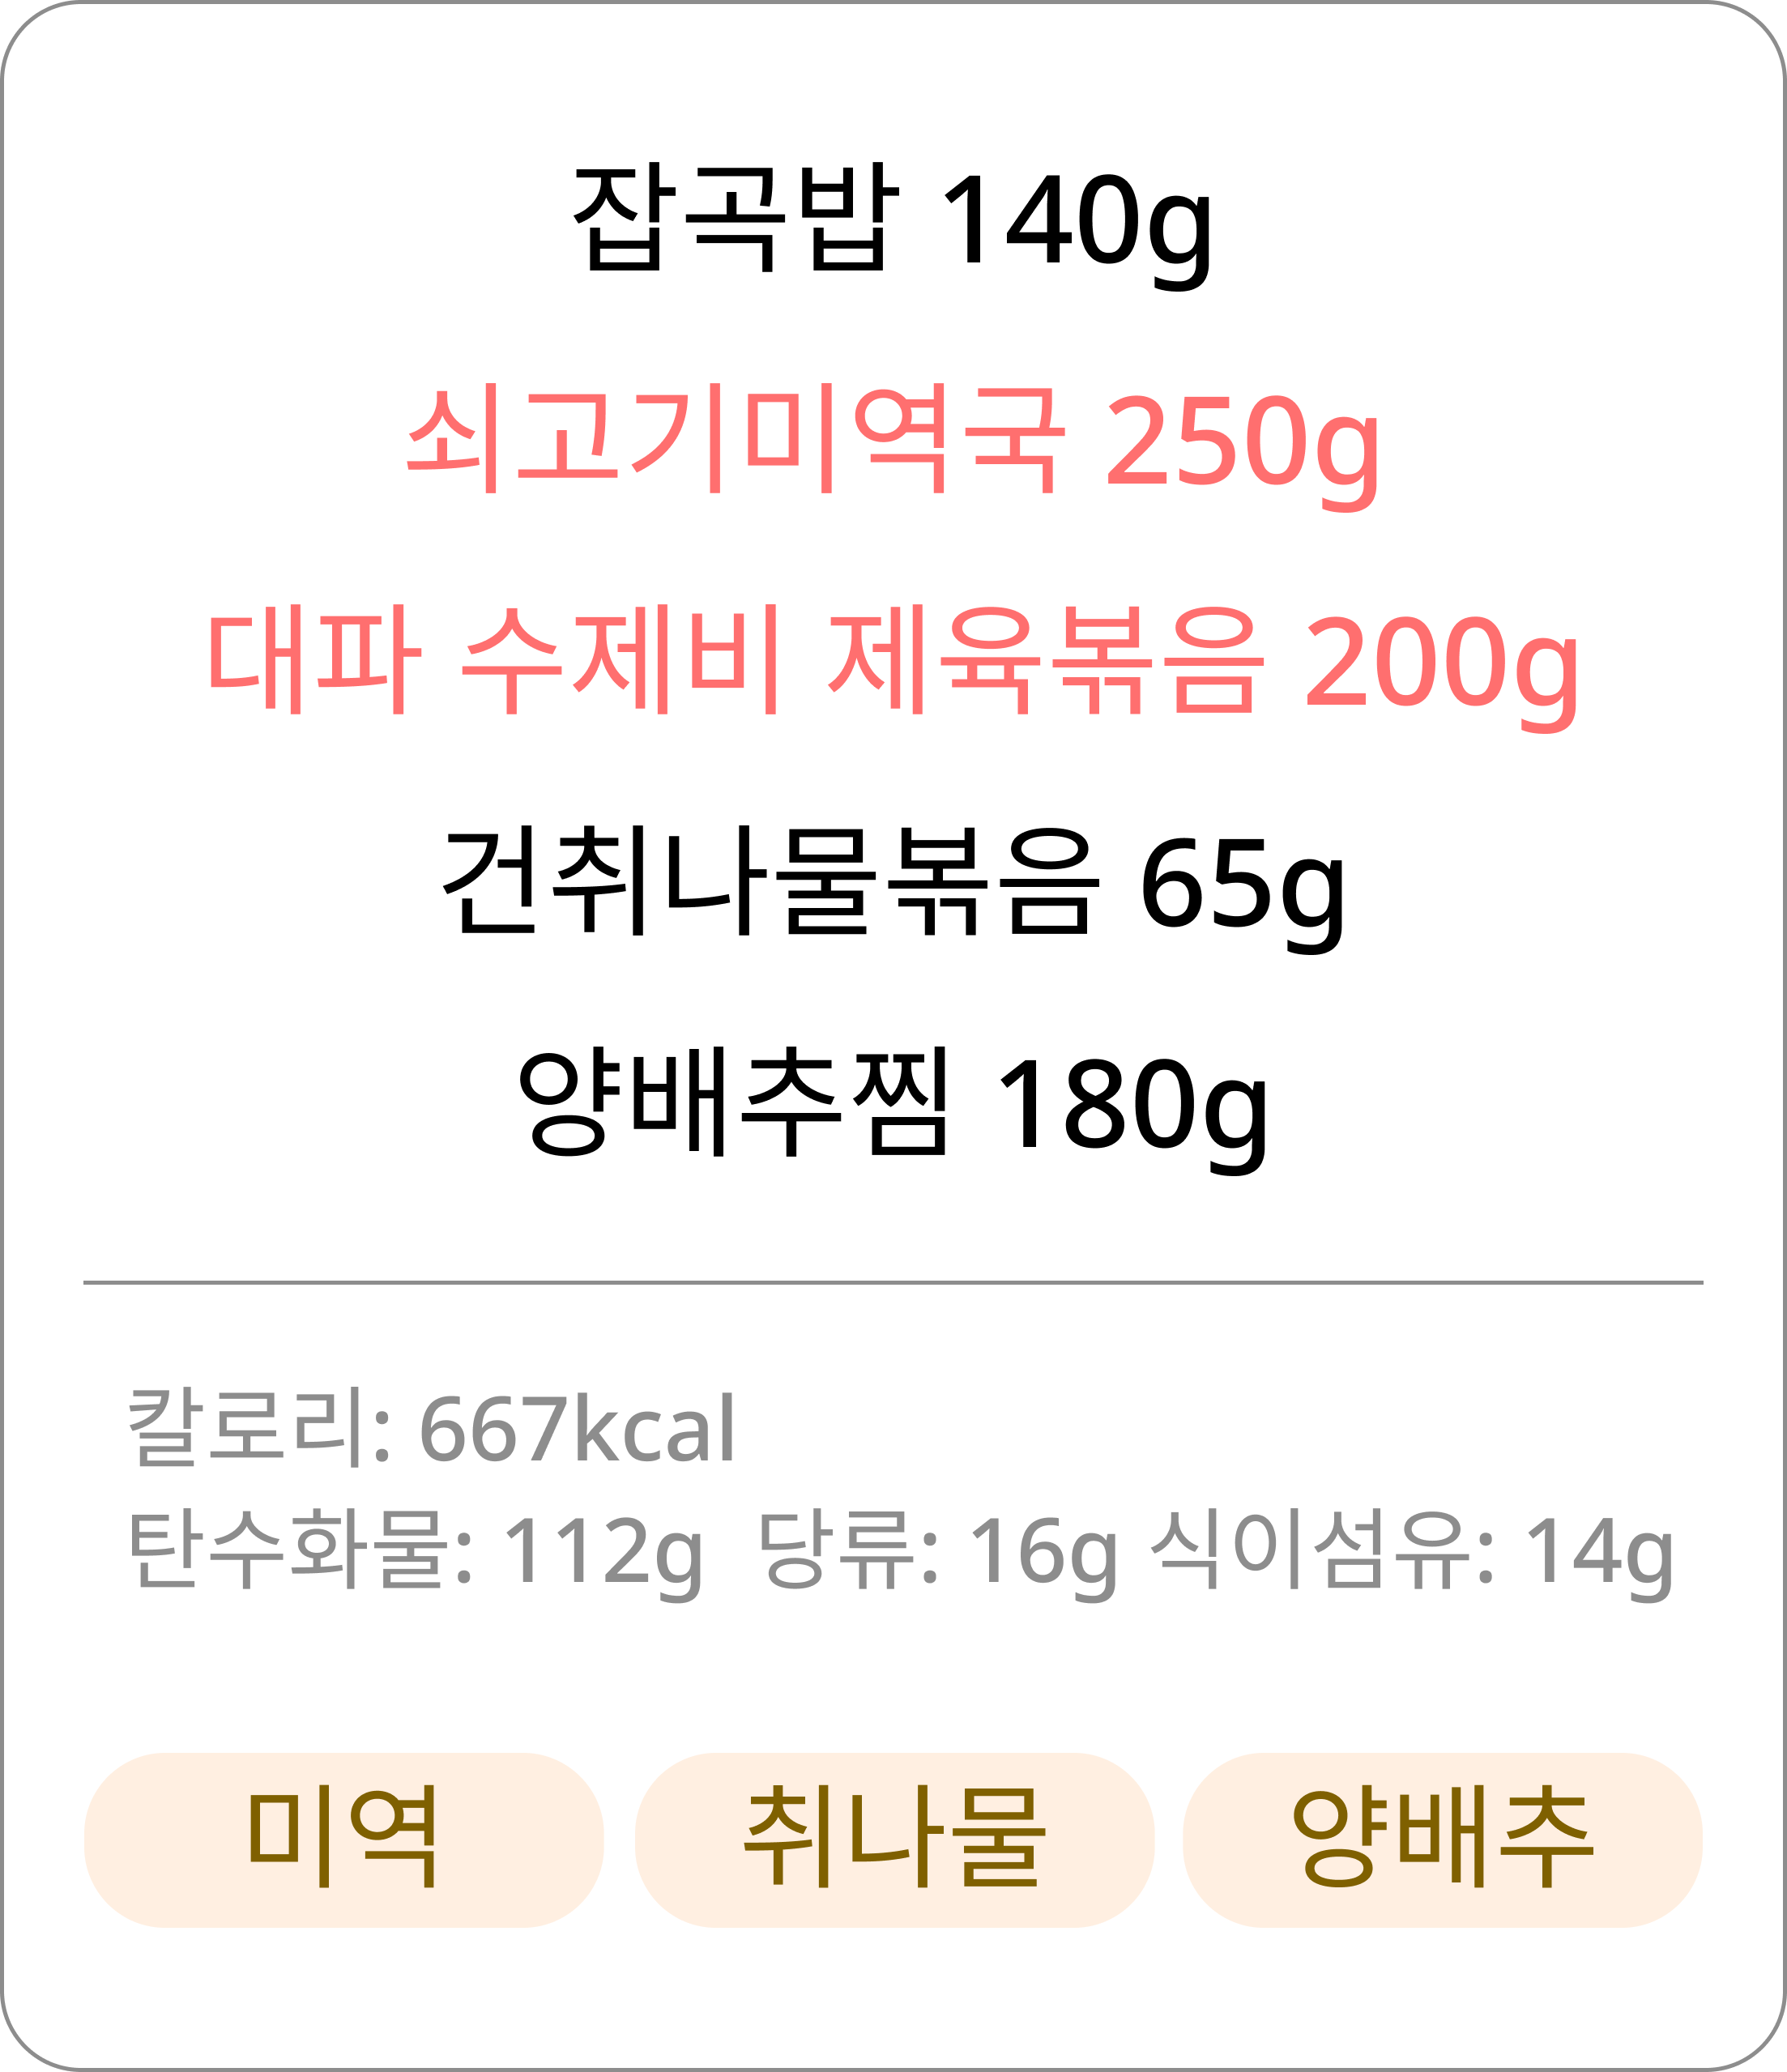 잡곡밥 140g
쇠고기미역국 250g
대파 수제비 제육볶음 200g
건취나물볶음 65g
양배추찜 180g
칼로리: 667kcal
탄수화물: 112g 당류: 16g 식이섬유: 14g
미역 취나물 양배추